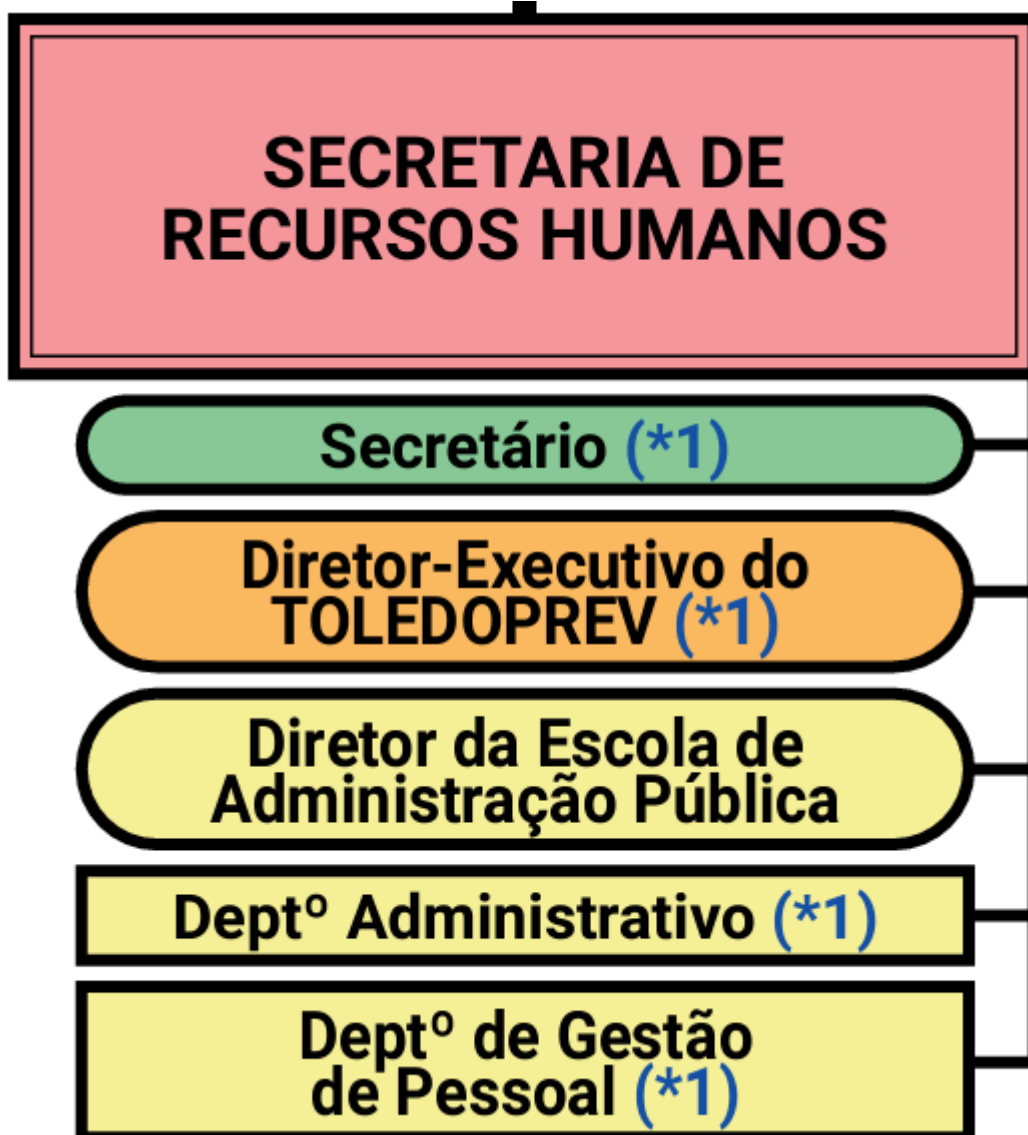 SECRETARIA DE
RECURSOS HUMANOS
Secretário (*1)
Diretor-Executivo do
TOLEDOPREV (*1)
Diretor da Escola de
Administração Pública
Deptº Administrativo (*1)
Deptº de Gestão
de Pessoal (*1)